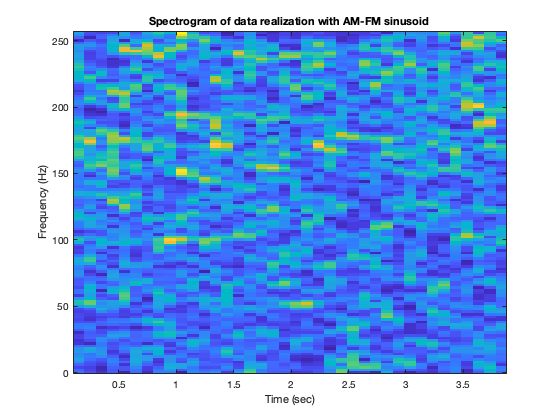 Spectrogram of data realization with AM-FM sinusoid
250
200
150
100
50
0
Frequency (Hz)
0.5 1 1.5 2 2.5 3 3.5
Time (sec)